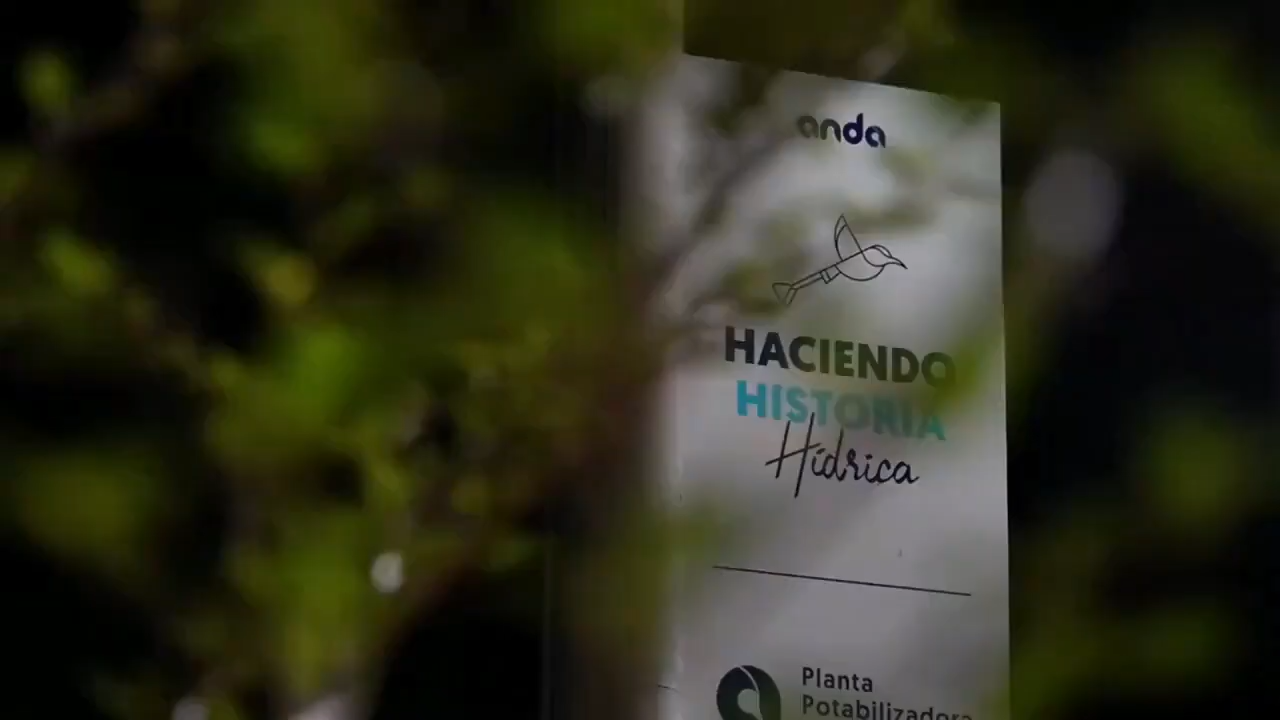 anda
HACIENDO
HISTORIA
Hídrica
Planta
Potabilizadora